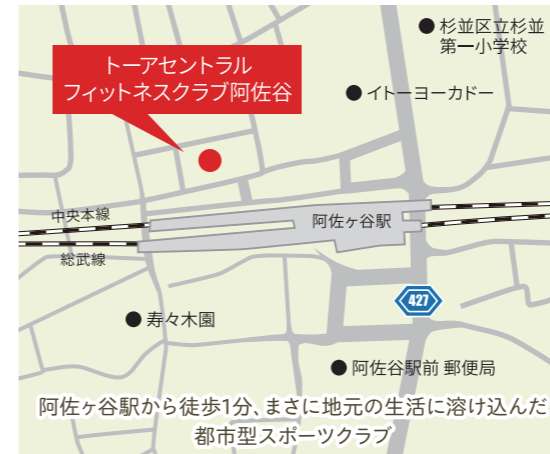 杉並区立杉並
第一小学校
トーアセントラル
フィットネスクラブ阿佐谷
イトーヨーカドー
中央本線
阿佐ヶ谷駅
総武線
427
寿々木園
阿佐谷駅前 郵便局
阿佐ヶ谷駅から徒歩1分、まさに地元の生活に溶け込んだ
都市型スポーツクラブ